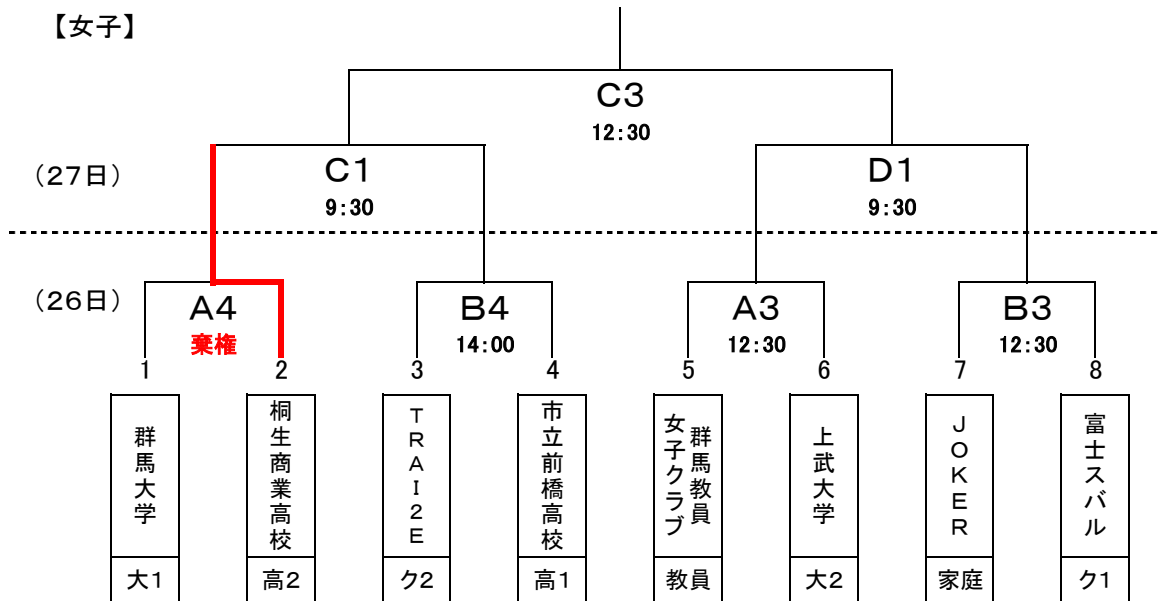 【女子】
C3
12:30
(27日)
C1
9:30
D1
9:30
(26日)
A4
棄権
B4
14:00
A3
12:30
B3
12:30
1
2
3
4
5
6
7
8
群馬大学
桐生商業高校
TRAI2E
市立前橋高校
群馬教員
女子クラブ
上武大学
JOKER
富士スバル
大1
高2
ク2
高1
教員
大2
家庭
ク1